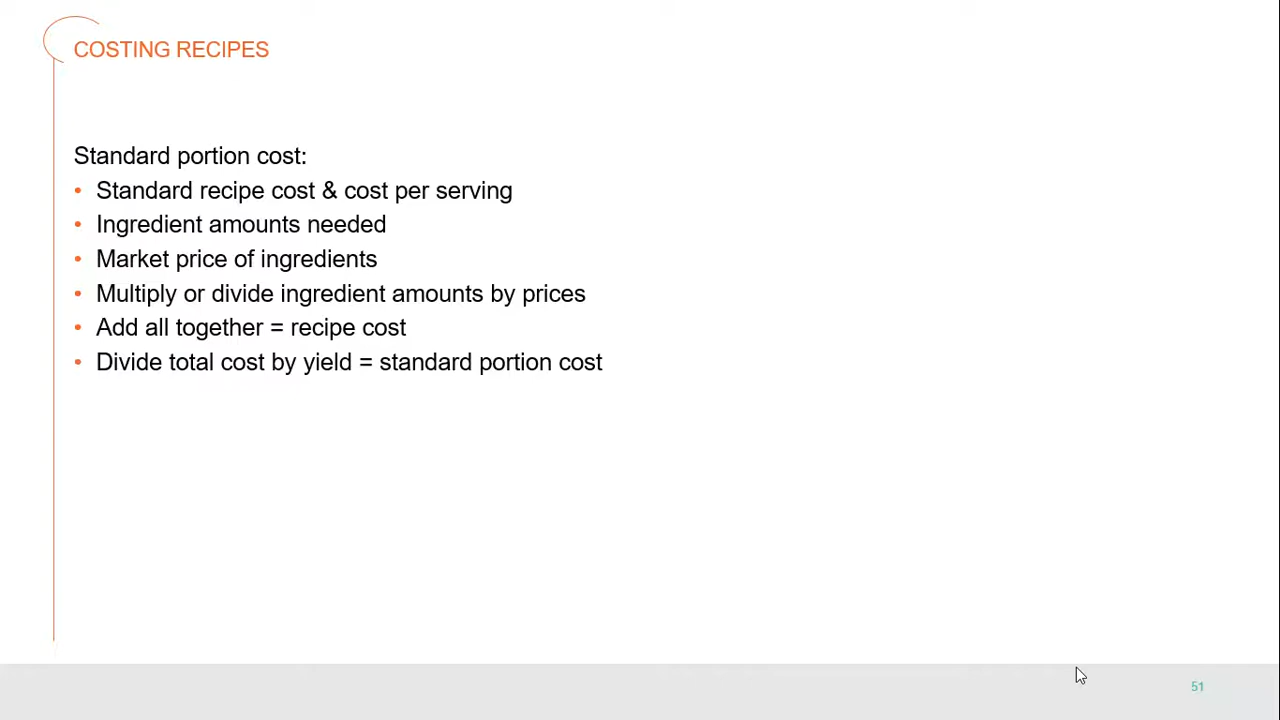 COSTING RECIPES
Standard portion cost:
• Standard recipe cost & cost per serving
• Ingredient amounts needed
• Market price of ingredients
• Multiply or divide ingredient amounts by prices
• Add all together = recipe cost
• Divide total cost by yield = standard portion cost
51